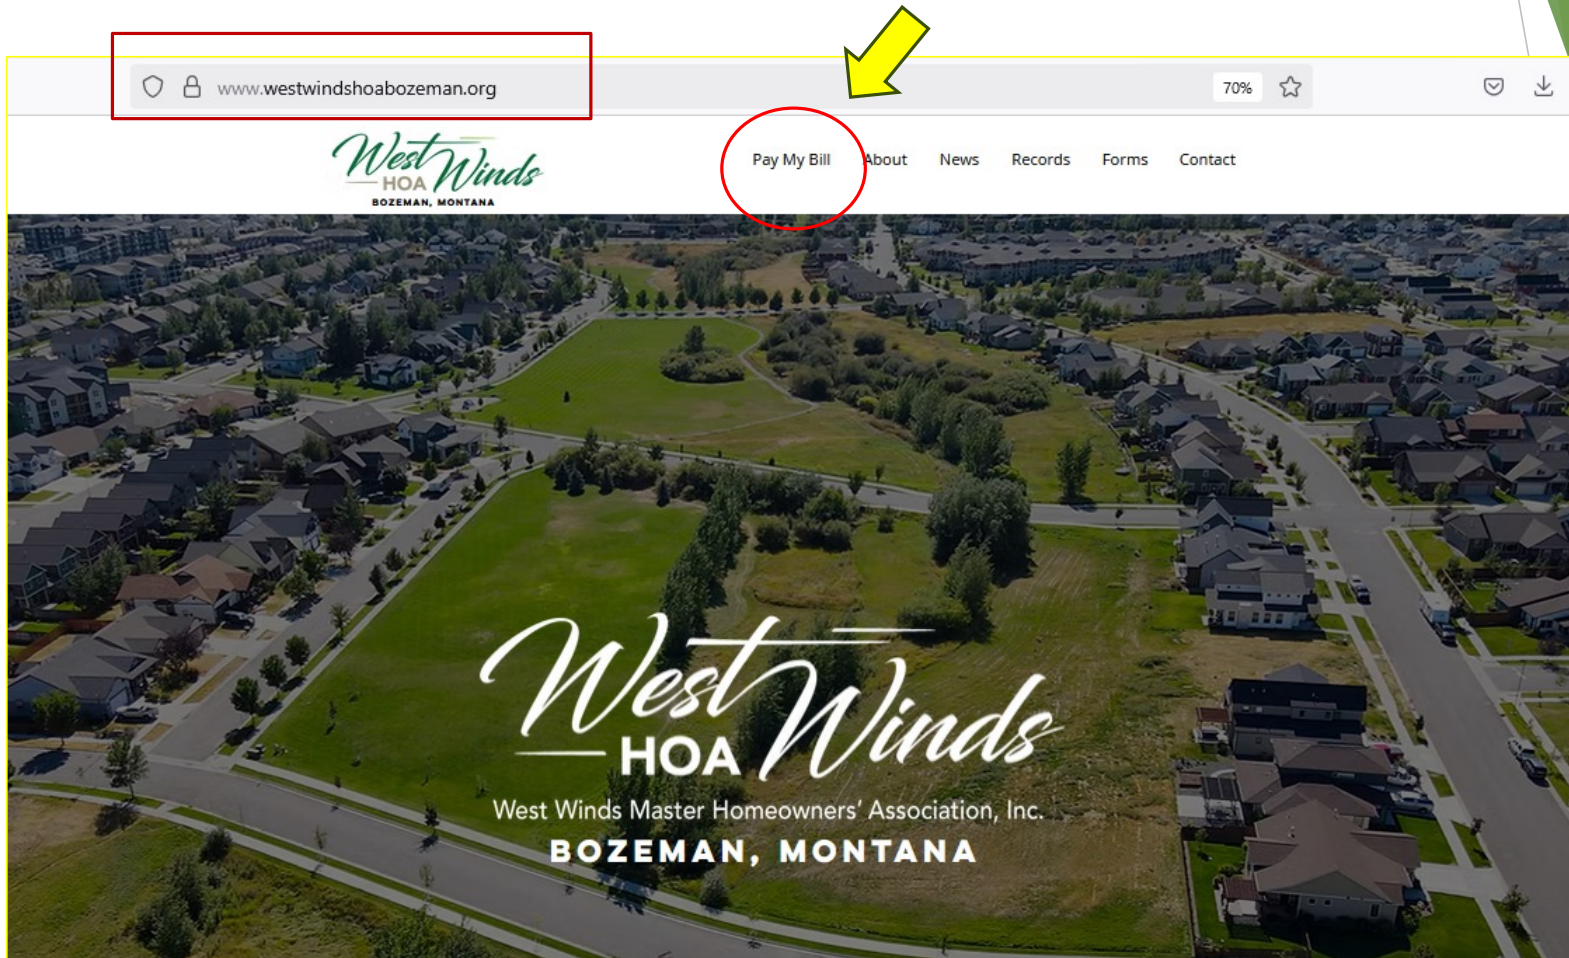 www.westwindshoabozeman.org
70%
West Winds
HOA
BOZEMAN, MONTANA
Pay My Bill About News Records Forms Contact
West Winds
HOA
West Winds Master Homeowners' Association, Inc.
BOZEMAN, MONTANA